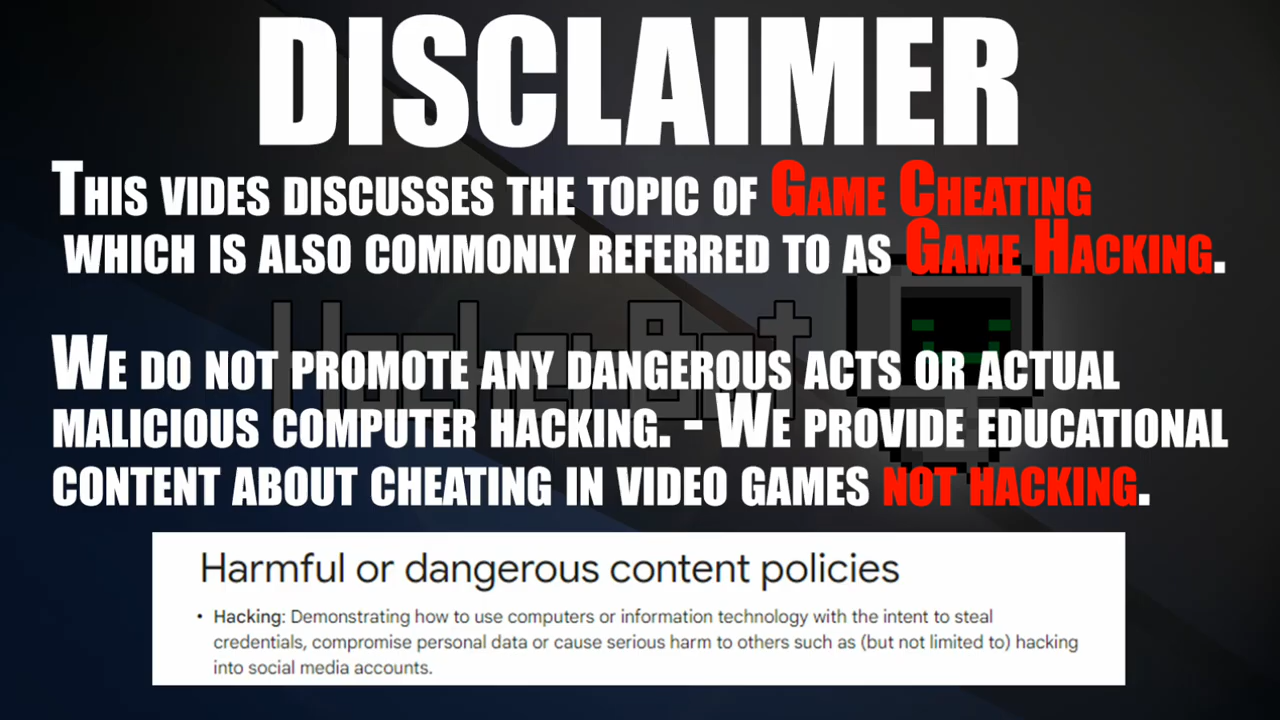 DISCLAIMER
THIS VIDES DISCUSSES THE TOPIC OF GAME CHEATING
WHICH IS ALSO COMMONLY REFERRED TO AS GAME HACKING.
Hacker Bot
WE DO NOT PROMOTE ANY DANGEROUS ACTS OR ACTUAL
MALICIOUS COMPUTER HACKING. - WE PROVIDE EDUCATIONAL
CONTENT ABOUT CHEATING IN VIDEO GAMES NOT HACKING.
Harmful or dangerous content policies
• Hacking: Demonstrating how to use computers or information technology with the intent to steal
credentials, compromise personal data or cause serious harm to others such as (but not limited to) hacking
into social media accounts.